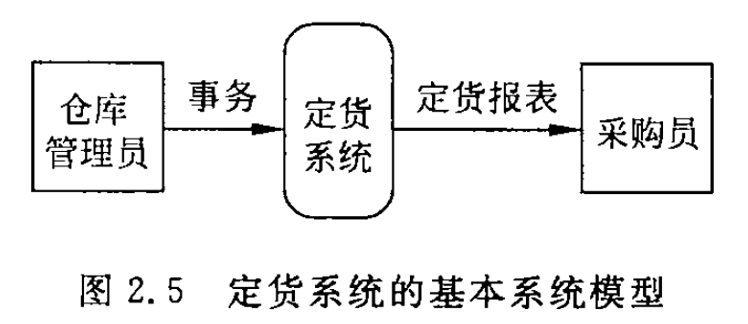 仓库
管理员
事务
定货
系统
定货报表
采购员
图 2.5 定货系统的基本系统模型